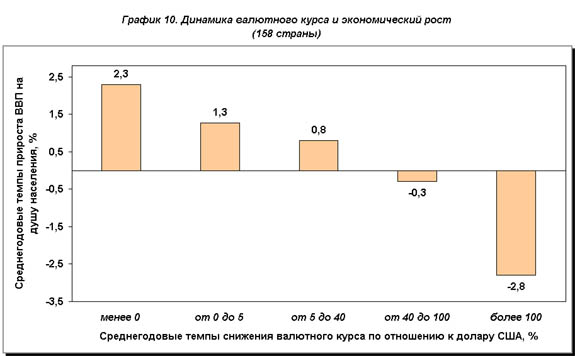 График 10. Динамика валютного курса и экономический рост
(158 страны)
Среднегодовые темпы прироста ВВП на
душу населения, %
2,5
1,5
0,5
-0,5
-1,5
-2,5
-3,5
2,3
1,3
0,8
-0,3
-2,8
менее 0
от 0 до 5
от 5 до 40
от 40 до 100
более 100
Среднегодовые темпы снижения валютного курса по отношению к долару США, %